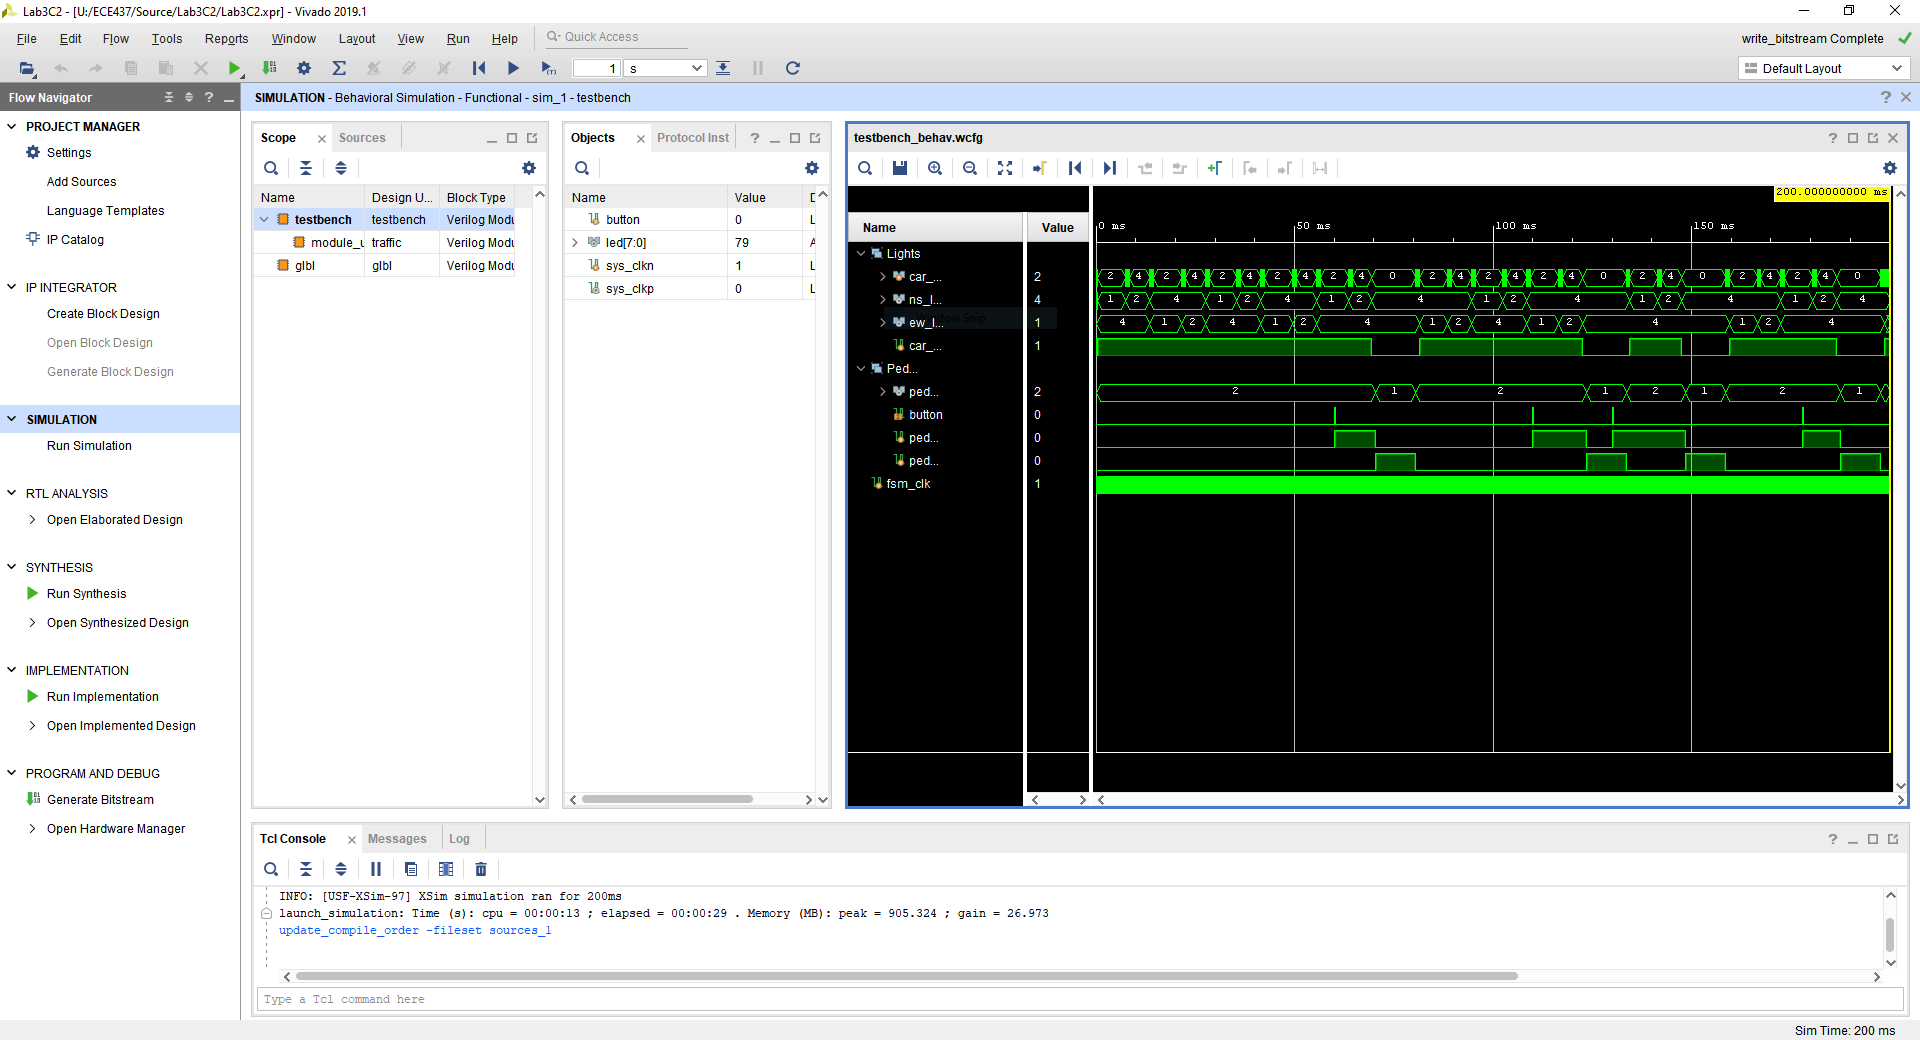 Lab3C2 - [U:/ECE437/Source/Lab3C2/Lab3C2.xpr] - Vivado 2019.1
File Edit Flow Tools Reports Window Layout View Run Help Quick Access
write_bitstream Complete
1 s
Default Layout
Flow Navigator
PROJECT MANAGER
Settings
Add Sources
Language Templates
IP Catalog
IP INTEGRATOR
Create Block Design
Open Block Design
Generate Block Design
SIMULATION
Run Simulation
RTL ANALYSIS
Open Elaborated Design
SYNTHESIS
Run Synthesis
Open Synthesized Design
IMPLEMENTATION
Run Implementation
Open Implemented Design
PROGRAM AND DEBUG
Generate Bitstream
Open Hardware Manager
SIMULATION - Behavioral Simulation - Functional - sim_1 - testbench
Scope Sources
Name Design U... Block Type
testbench testbench Verilog Modu
module_u traffic Verilog Modu
glbl glbl Verilog Modu
Objects Protocol Inst
Name Value
button 0
led[7:0] 79
sys_clkn 1
sys_clkp 0
testbench_behav.wcfg
200.000000000 ms
Name Value
0 ms 50 ms 100 ms 150 ms
Lights
car_... 2 2 4 2 4 2 4 2 4 2 4 0 2 4 2 4 2 4 0 2 4 0 2 4 2 4 0
ns_l... 4 1 2 4 1 2 4 1 2 4 1 2 4 1 2 4 1 2 4
ew_l... 1 4 1 2 4 1 2 4 1 2 4 1 2 4 1 2 4
car_... 1
Ped...
ped... 2 2 1 2 1 2 1 2 1
button 0
ped... 0
ped... 0
fsm_clk 1
Tcl Console Messages Log
INFO: [USF-XSim-97] XSim simulation ran for 200ms
launch_simulation: Time (s): cpu = 00:00:13 ; elapsed = 00:00:29 . Memory (MB): peak = 905.324 ; gain = 26.973
update_compile_order -fileset sources_1
Type a Tcl command here
Sim Time: 200 ms